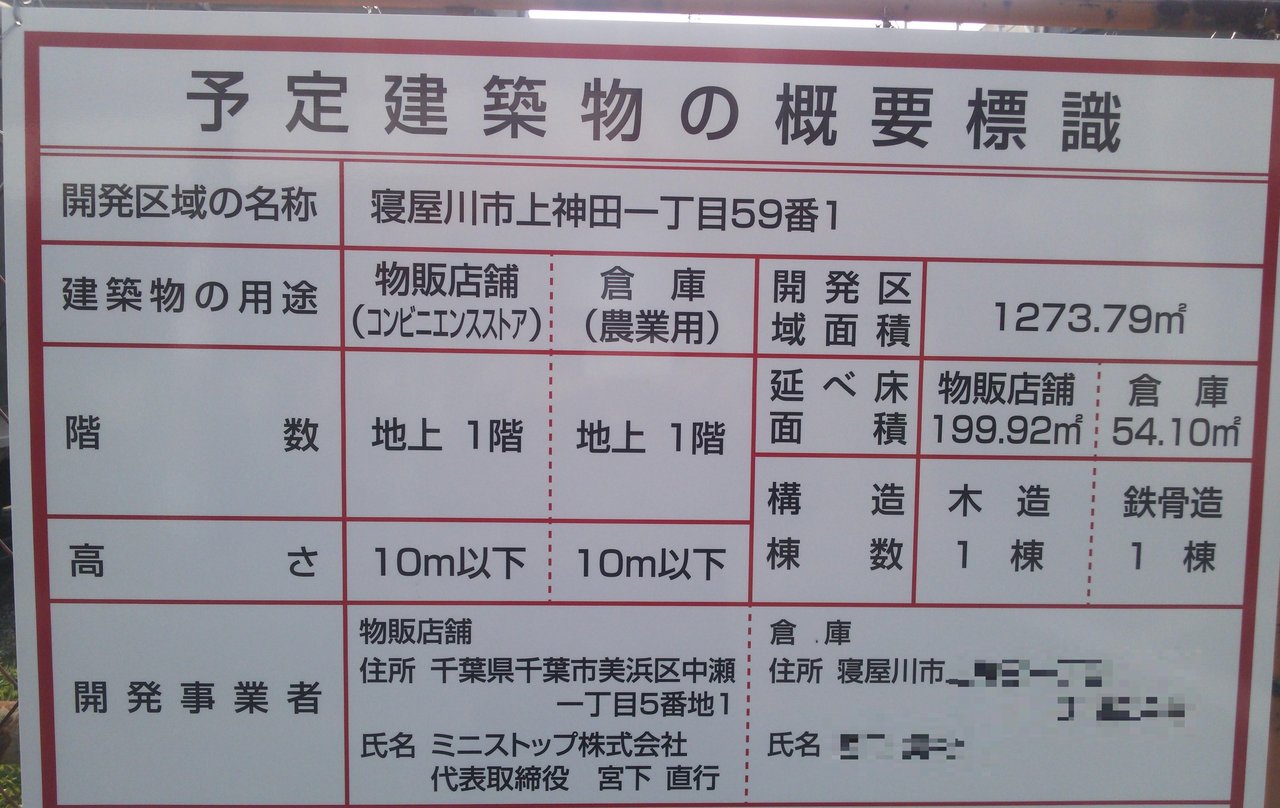 予定建築物の概要標識
開発区域の名称
寝屋川市上神田一丁目59番1
建築物の用途
物販店舗
(コンビニエンスストア)
倉庫
(農業用)
開発区
域面積
1273.79㎡
階数
地上 1階
地上 1階
延べ床
面積
物販店舗
199.92㎡
倉庫
54.10㎡
高さ
10m以下
10m以下
構造
棟数
木造
1棟
鉄骨造
1棟
開発事業者
物販店舗
住所 千葉県千葉市美浜区中瀬
一丁目5番地1
氏名 ミニストップ株式会社
代表取締役 宮下 直行
倉庫
住所 寝屋川市
氏名